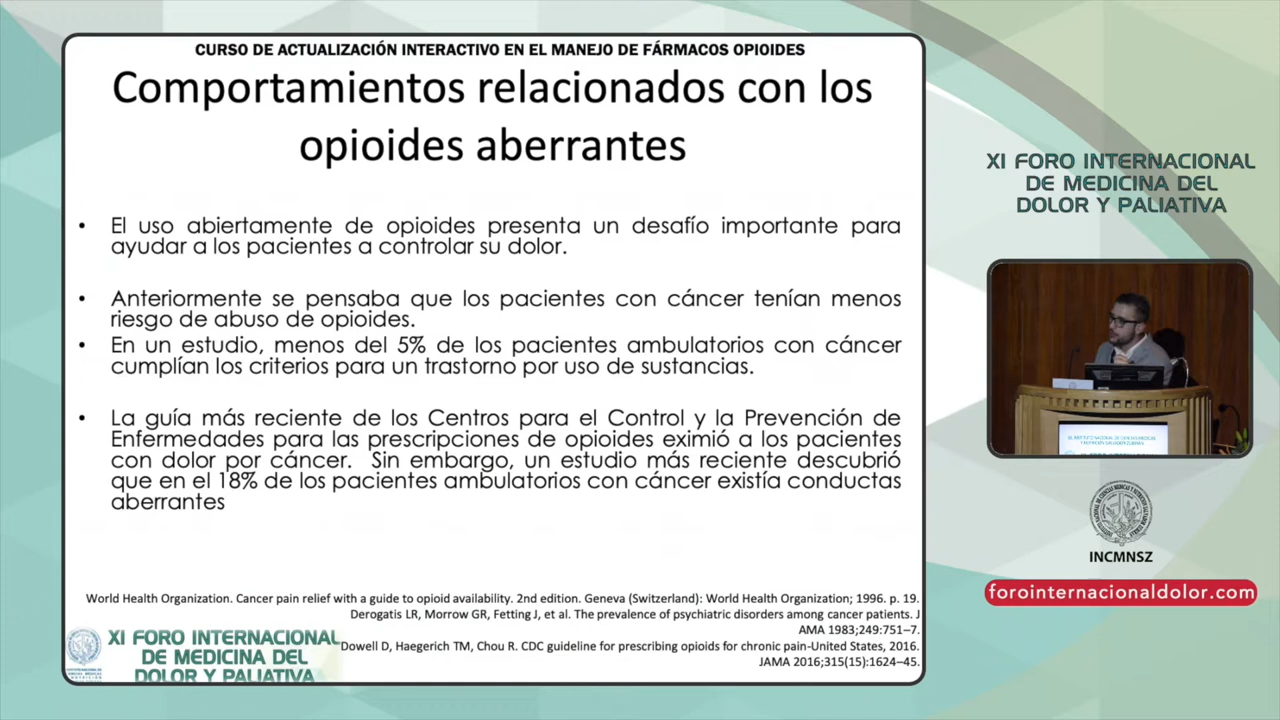 CURSO DE ACTUALIZACIÓN INTERACTIVO EN EL MANEJO DE FÁRMACOS OPIOIDES
Comportamientos relacionados con los
opioides aberrantes
• El uso abiertamente de opioides presenta un desafío importante para
ayudar a los pacientes a controlar su dolor.
• Anteriormente se pensaba que los pacientes con cáncer tenían menos
riesgo de abuso de opioides.
• En un estudio, menos del 5% de los pacientes ambulatorios con cáncer
cumplían los criterios para un trastorno por uso de sustancias.
• La guía más reciente de los Centros para el Control y la Prevención de
Enfermedades para las prescripciones de opioides eximió a los pacientes
con dolor por cáncer. Sin embargo, un estudio más reciente descubrió
que en el 18% de los pacientes ambulatorios con cáncer existía conductas
aberrantes
World Health Organization. Cancer pain relief with a guide to opioid availability. 2nd edition. Geneva (Switzerland): World Health Organization; 1996. p. 19.
Derogatis LR, Morrow GR, Fetting J, et al. The prevalence of psychiatric disorders among cancer patients. J
AMA 1983;249:751–7.
Dowell D, Haegerich TM, Chou R. CDC guideline for prescribing opioids for chronic pain-United States, 2016.
JAMA 2016;315(15):1624–45.
XI FORO INTERNACIONAL
DE MEDICINA DEL
DOLOR Y PALIATIVA
XI FORO INTERNACIONAL
DE MEDICINA DEL
DOLOR Y PALIATIVA
INCMNSZ
forointernacionaldolor.com